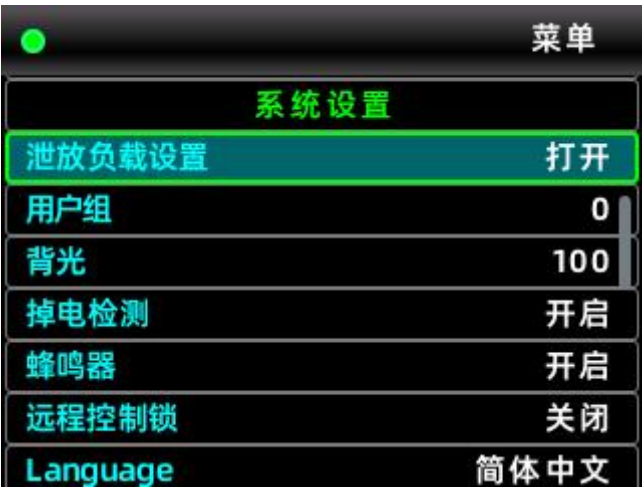 菜单
系统设置
泄放负载设置 打开
用户组 0
背光 100
掉电检测 开启
蜂鸣器 开启
远程控制锁 关闭
Language 简体中文